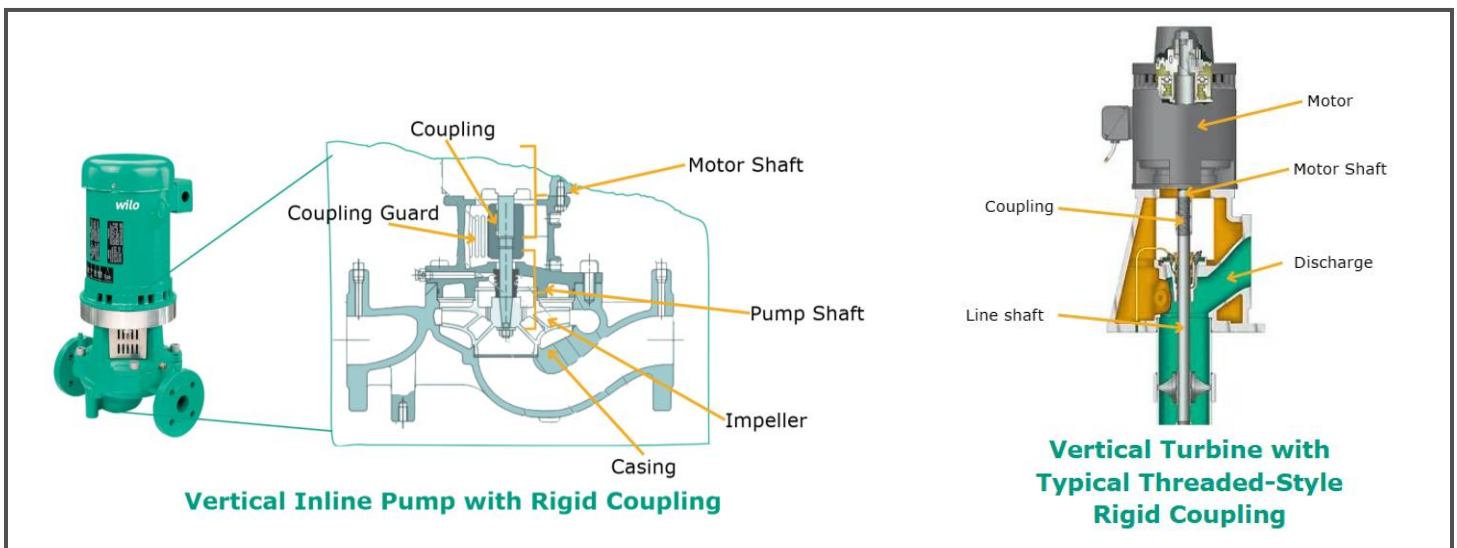 wilo
Coupling
Motor Shaft
Coupling Guard
Pump Shaft
Impeller
Casing
Vertical Inline Pump with Rigid Coupling
Motor
Motor Shaft
Coupling
Discharge
Line shaft
Vertical Turbine with
Typical Threaded-Style
Rigid Coupling